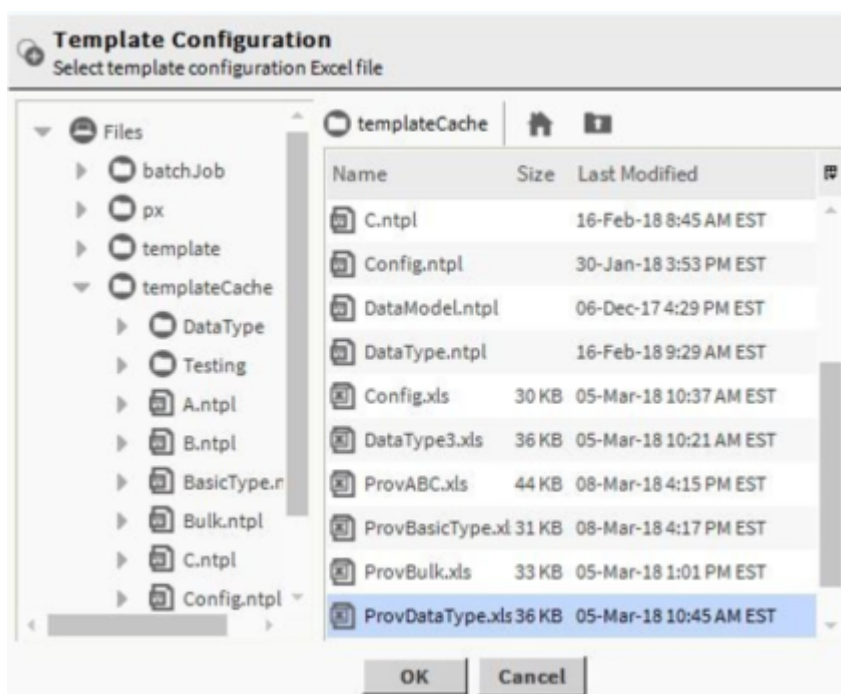 Template Configuration
Select template configuration Excel file
Files
batchJob
px
template
templateCache
DataType
Testing
A.ntpl
B.ntpl
BasicType.n
Bulk.ntpl
C.ntpl
Config.ntpl
templateCache
Name Size Last Modified
C.ntpl 16-Feb-18 8:45 AM EST
Config.ntpl 30-Jan-18 3:53 PM EST
DataModel.ntpl 06-Dec-17 4:29 PM EST
DataType.ntpl 16-Feb-18 9:29 AM EST
Config.xls 30 KB 05-Mar-18 10:37 AM EST
DataType3.xls 36 KB 05-Mar-18 10:21 AM EST
ProvABC.xls 44 KB 08-Mar-18 4:15 PM EST
ProvBasicType.xl 31 KB 08-Mar-18 4:17 PM EST
ProvBulk.xls 33 KB 05-Mar-18 1:01 PM EST
ProvDataType.xls 36 KB 05-Mar-18 10:45 AM EST
OK Cancel